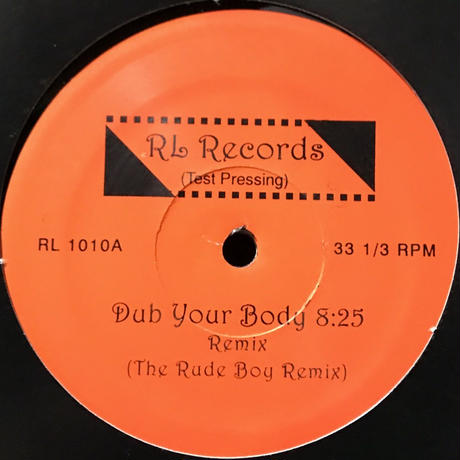 RL Records
(Test Pressing)
RL 1010A
33 1/3 RPM
Dub Your Body 8:25
Remix
(The Rude Boy Remix)